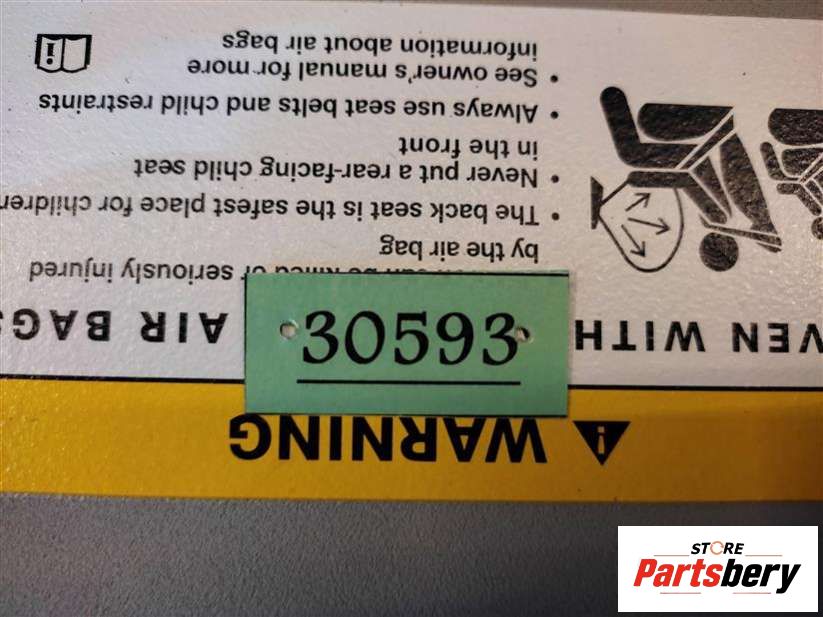 WARNING
EVEN WITH
AIR BAGS
30593
seriously injured
by the air bag
• The back seat is the safest place for children
• Never put a rear-facing child seat
in the front
• Always use seat belts and child restraints
• See owner's manual for more
information about air bags
STORE
Partsbery